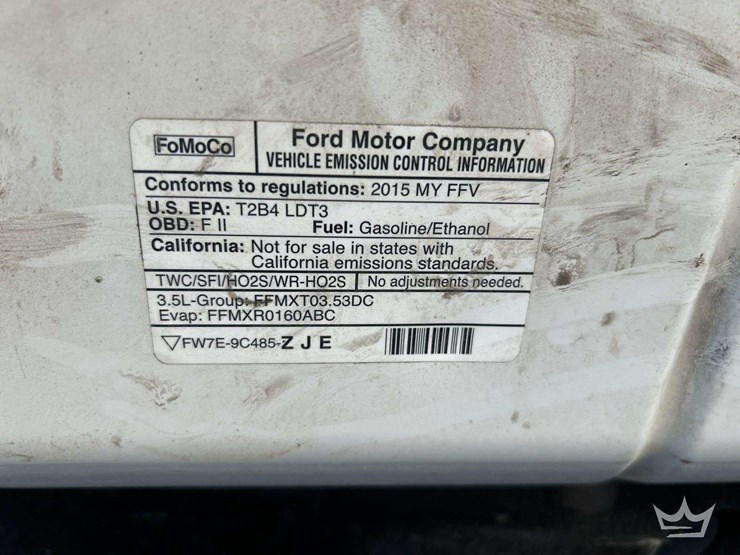 FoMoCo
Ford Motor Company
VEHICLE EMISSION CONTROL INFORMATION
Conforms to regulations: 2015 MY FFV
U.S. EPA: T2B4 LDT3
OBD: F II Fuel: Gasoline/Ethanol
California: Not for sale in states with
California emissions standards.
TWC/SFI/HO2S/WR-HO2S No adjustments needed.
3.5L-Group: FFMXT03.53DC
Evap: FFMXR0160ABC
FW7E-9C485-Z J E